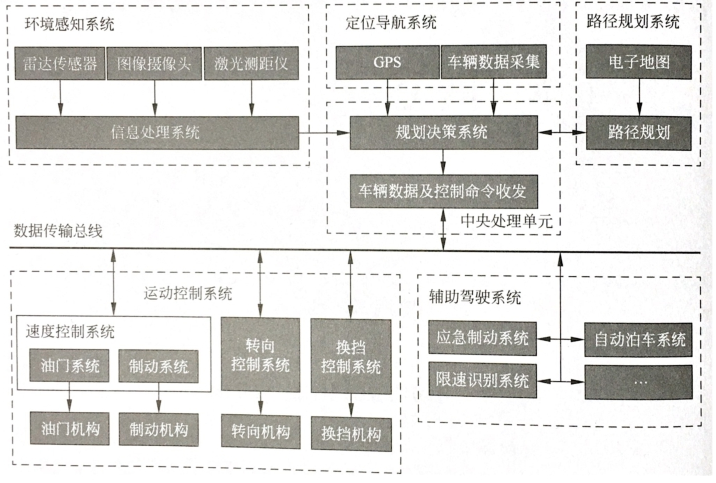 环境感知系统
雷达传感器
图像摄像头
激光测距仪
信息处理系统
定位导航系统
GPS
车辆数据采集
规划决策系统
车辆数据及控制命令收发
中央处理单元
路径规划系统
电子地图
路径规划
数据传输总线
运动控制系统
速度控制系统
油门系统
制动系统
油门机构
制动机构
转向
控制系统
转向机构
换挡
控制系统
换挡机构
辅助驾驶系统
应急制动系统
自动泊车系统
限速识别系统
…